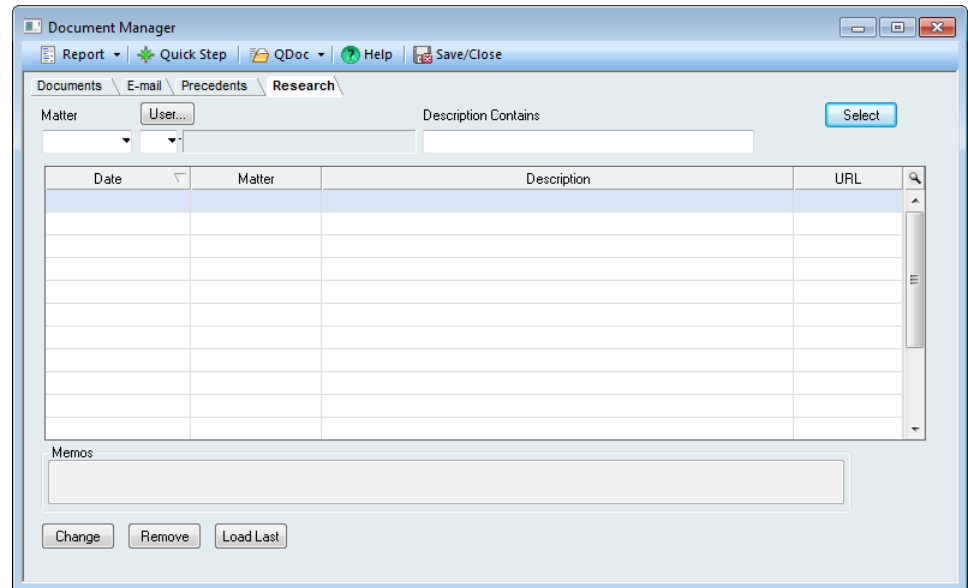 Document Manager
Report Quick Step QDoc Help Save/Close
Documents E-mail Precedents Research
Matter User... Description Contains Select
Date Matter Description URL
Memos
Change Remove Load Last